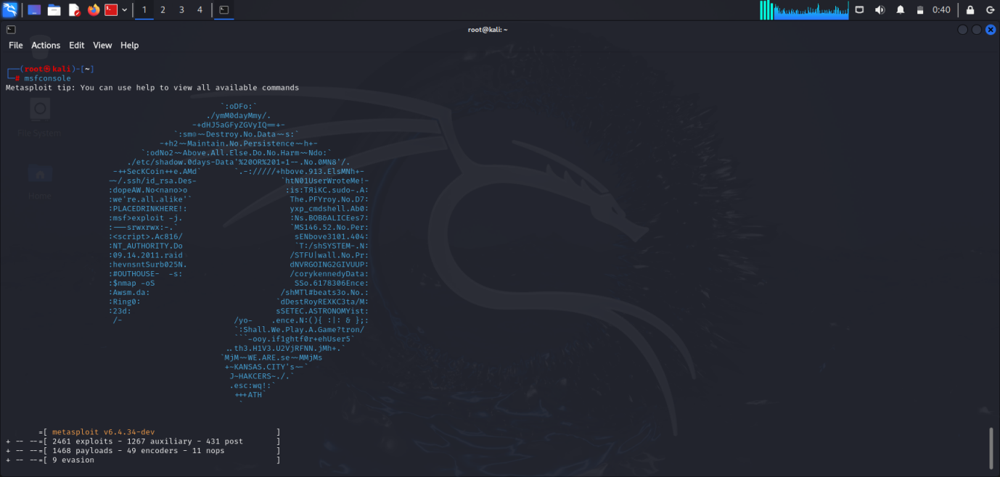 1 2 3 4 0:40
root@kali: ~
File Actions Edit View Help
┌──(root㉿kali)-[~]
└─# msfconsole
Metasploit tip: You can use help to view all available commands
`:oDFo:`
./ymM0dayMmy/.
-+dHJ5aGFyZGVyIQ==+-
`:sm@~~Destroy.No.Data~~s:`
-+h2~~Maintain.No.Persistence~~h+-
`:odNo2~~Above.All.Else.Do.No.Harm~~Ndo:`
./etc/shadow.0days-Data'%20OR%201=1--.No.0MN8'/.
-++SecKCoin++e.AMd` `.-://///+hbove.913.ElsMNh+-
~~/.ssh/id_rsa.Des- `htN01UserWroteMe!-
:dopeAW.No<nano>o :is:TЯiKC.sudo-.A:
:we're.all.alike'` The.PFYroy.No.D7:
:PLACEDRINKHERE!: yxp_cmdshell.Ab0:
:msf>exploit -j. :Ns.BOB&ALICEes7:
:---srwxrwx:-.` `MS146.52.No.Per:
:<script>.Ac816/ sENbove3101.404:
:NT_AUTHORITY.Do `T:/shSYSTEM-.N:
:09.14.2011.raid /STFU|wall.No.Pr:
:hevnsntSurb025N. dNVRGOING2GIVUUP:
:#OUTHOUSE- -s: /corykennedyData:
:$nmap -oS SSo.6178306Ence:
:Awsm.da: /shMTl#beats3o.No.:
:Ring0: `dDestRoyREXKC3ta/M:
:23d: sSETEC.ASTRONOMYist:
/- /yo- .ence.N:(){ :|: & };:
`:Shall.We.Play.A.Game?tron/
```-ooy.if1ghtf0r+ehUser5`
..th3.H1V3.U2VjRFNN.jMh+.`
`MjM~~WE.ARE.se~~MMjMs
+~KANSAS.CITY's~-`
J~HAKCERS~./.`
.esc:wq!:`
+++ATH`
`
=[ metasploit v6.4.34-dev ]
+ -- --=[ 2461 exploits - 1267 auxiliary - 431 post ]
+ -- --=[ 1468 payloads - 49 encoders - 11 nops ]
+ -- --=[ 9 evasion ]
File System
Home